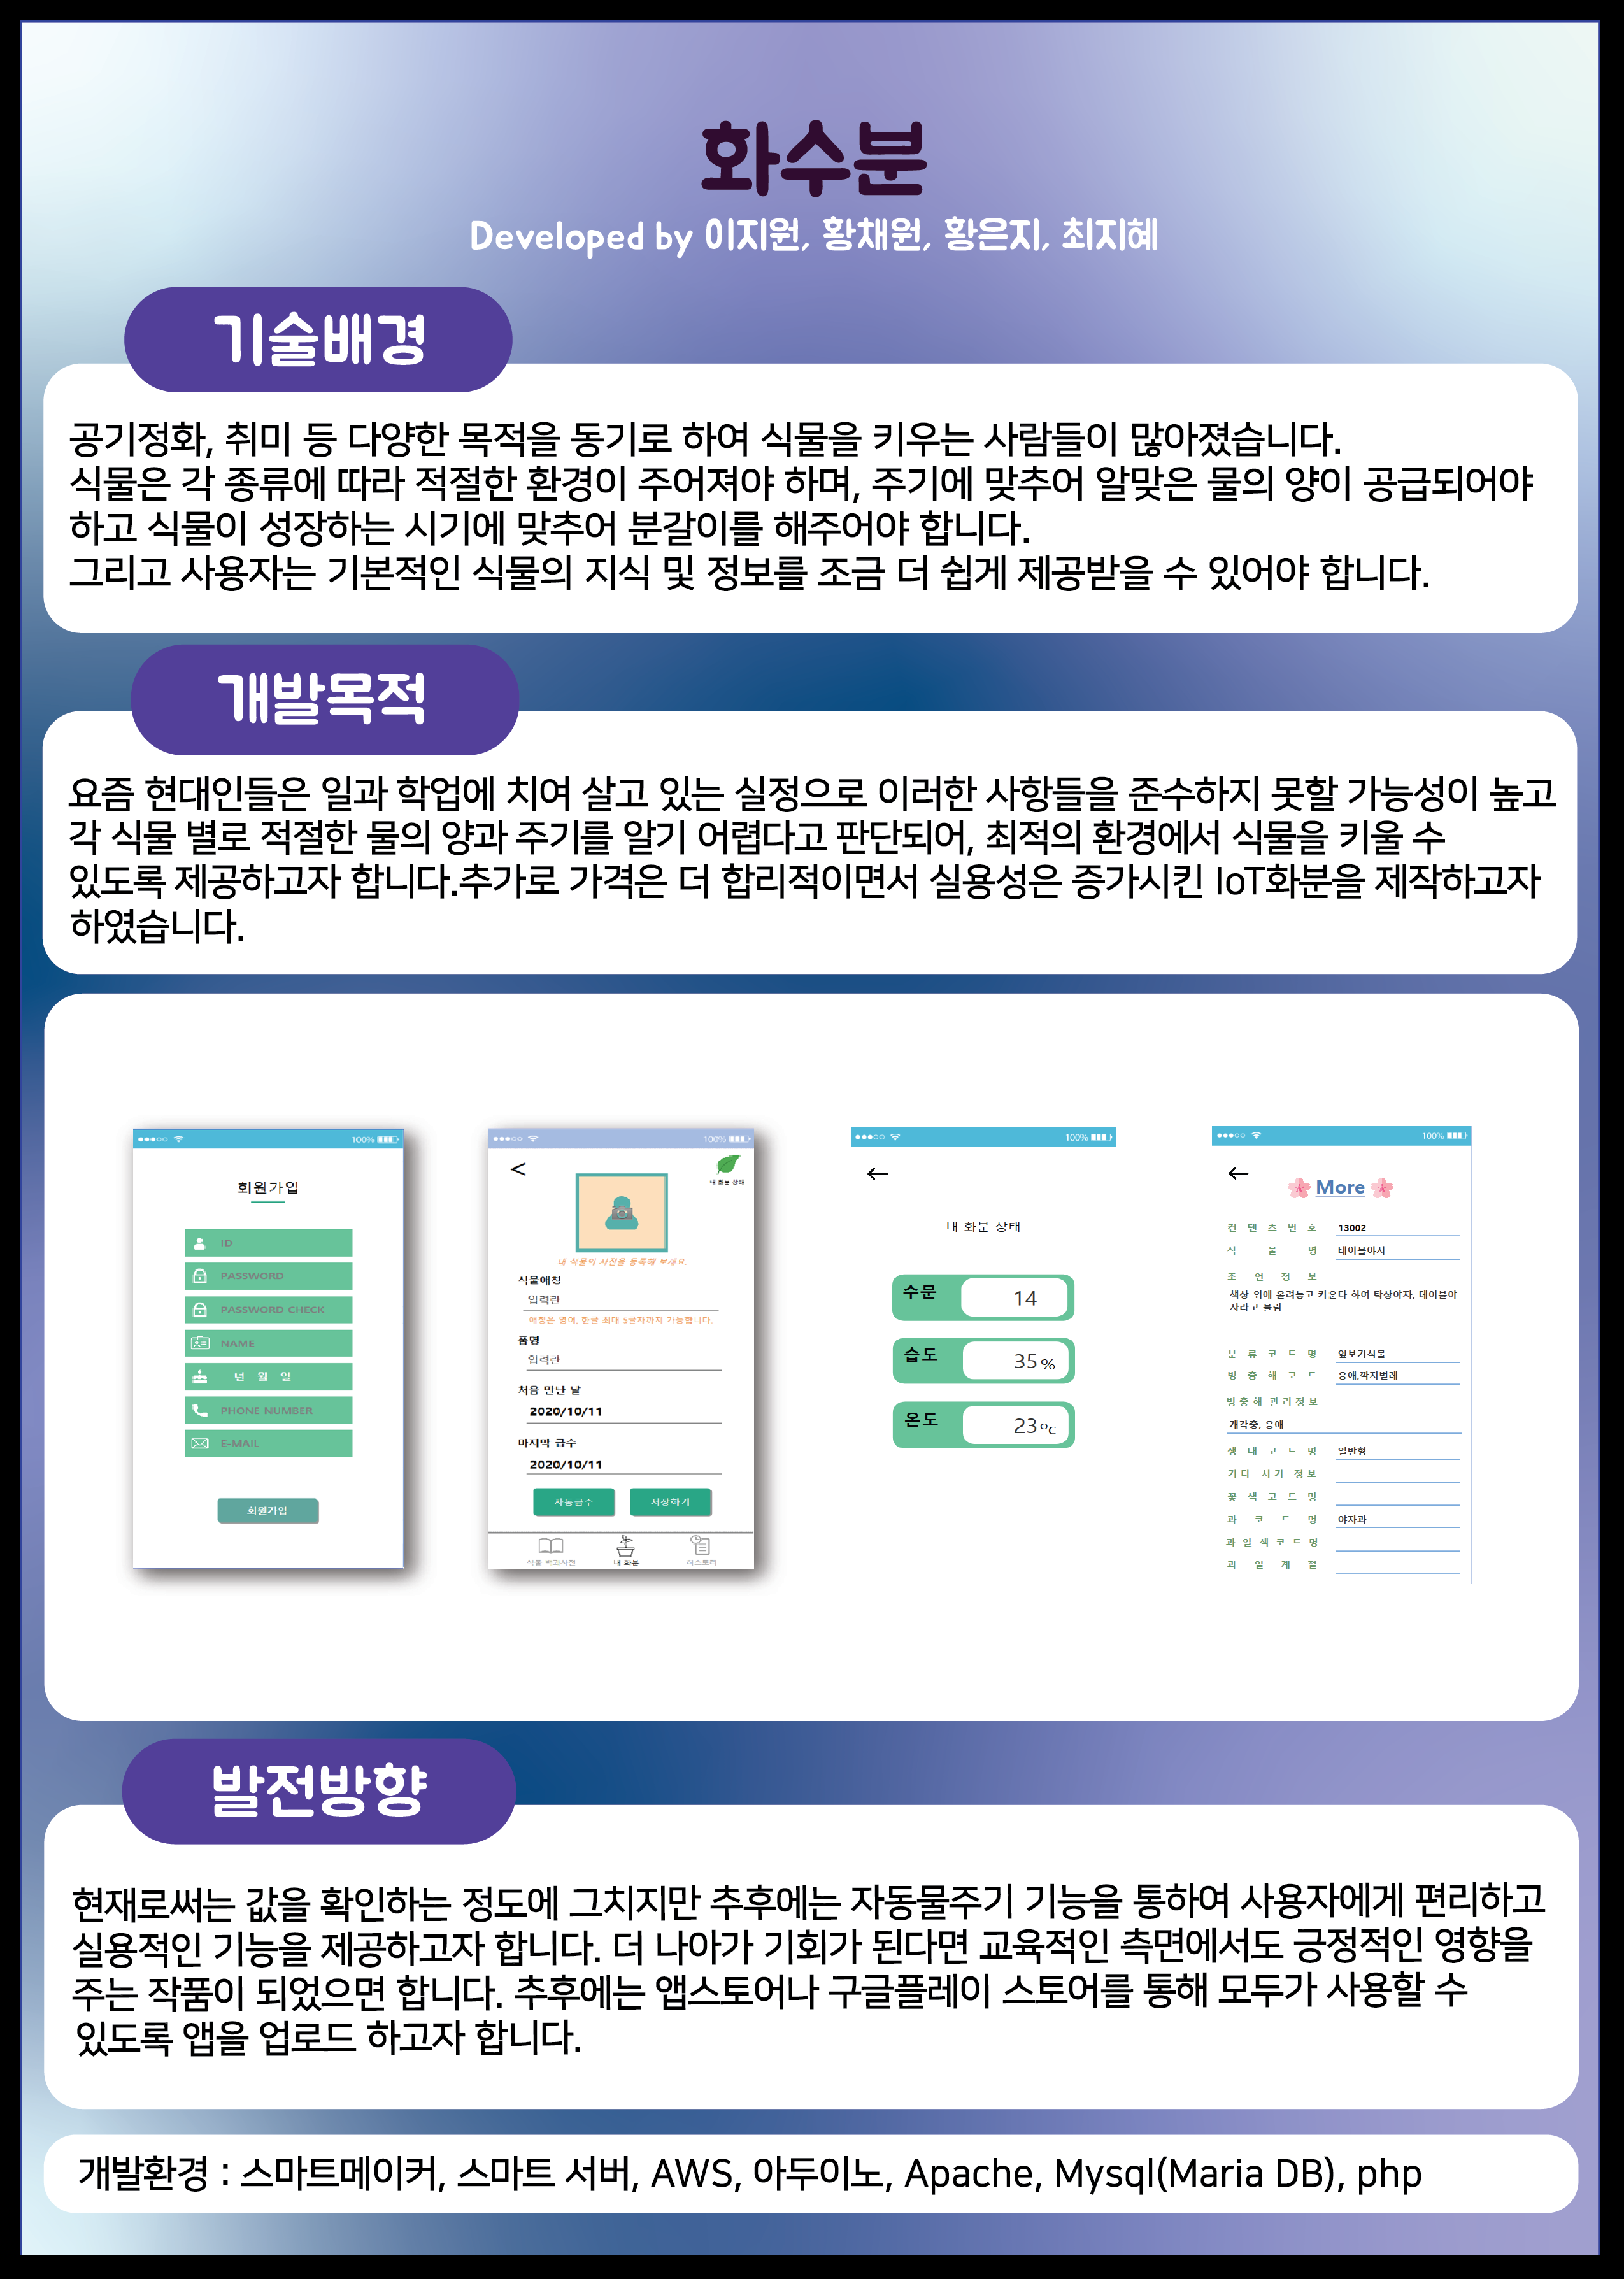 화수분
Developed by 이지원, 황채원, 황은지, 최지혜
기술배경
공기정화, 취미 등 다양한 목적을 동기로 하여 식물을 키우는 사람들이 많아졌습니다.
식물은 각 종류에 따라 적절한 환경이 주어져야 하며, 주기에 맞추어 알맞은 물의 양이 공급되어야
하고 식물이 성장하는 시기에 맞추어 분갈이를 해주어야 합니다.
그리고 사용자는 기본적인 식물의 지식 및 정보를 조금 더 쉽게 제공받을 수 있어야 합니다.
개발목적
요즘 현대인들은 일과 학업에 치여 살고 있는 실정으로 이러한 사항들을 준수하지 못할 가능성이 높고
각 식물 별로 적절한 물의 양과 주기를 알기 어렵다고 판단되어, 최적의 환경에서 식물을 키울 수
있도록 제공하고자 합니다.추가로 가격은 더 합리적이면서 실용성은 증가시킨 IoT화분을 제작하고자
하였습니다.
100%
회원가입
ID
PASSWORD
PASSWORD CHECK
NAME
년 월 일
PHONE NUMBER
E-MAIL
회원가입
100%
<
내 화분 상태
내 식물의 사진을 등록해 보세요.
식물애칭
입력란
애칭은 영어, 한글 최대 5글자까지 가능합니다.
품명
입력란
처음 만난 날
2020/10/11
마지막 급수
2020/10/11
자동급수 저장하기
식물 백과사전 내 화분 히스토리
100%
←
내 화분 상태
수분 14
습도 35 %
온도 23 ºc
100%
←
More
컨 텐 츠 번 호 13002
식 물 명 테이블야자
조 언 정 보
책상 위에 올려놓고 키운다 하여 탁상야자, 테이블야
자라고 불림
분 류 코 드 명 잎보기식물
병 충 해 코 드 응애,깍지벌레
병충해 관리정보
개각충, 응애
생 태 코 드 명 일반형
기타 시기 정보
꽃 색 코 드 명
과 코 드 명 야자과
과 일 색 코 드 명
과 일 계 절
발전방향
현재로써는 값을 확인하는 정도에 그치지만 추후에는 자동물주기 기능을 통하여 사용자에게 편리하고
실용적인 기능을 제공하고자 합니다. 더 나아가 기회가 된다면 교육적인 측면에서도 긍정적인 영향을
주는 작품이 되었으면 합니다. 추후에는 앱스토어나 구글플레이 스토어를 통해 모두가 사용할 수
있도록 앱을 업로드 하고자 합니다.
개발환경 : 스마트메이커, 스마트 서버, AWS, 아두이노, Apache, Mysql(Maria DB), php